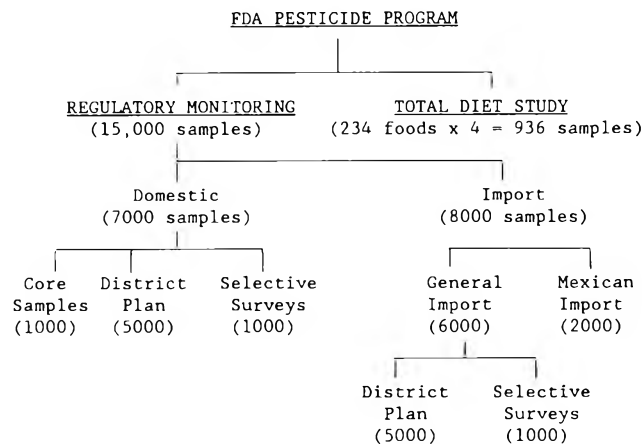 FDA PESTICIDE PROGRAM
REGULATORY MONITORING
(15,000 samples)
TOTAL DIET STUDY
(234 foods x 4 = 936 samples)
Domestic
(7000 samples)
Import
(8000 samples)
Core
Samples
(1000)
District
Plan
(5000)
Selective
Surveys
(1000)
General
Import
(6000)
Mexican
Import
(2000)
District
Plan
(5000)
Selective
Surveys
(1000)